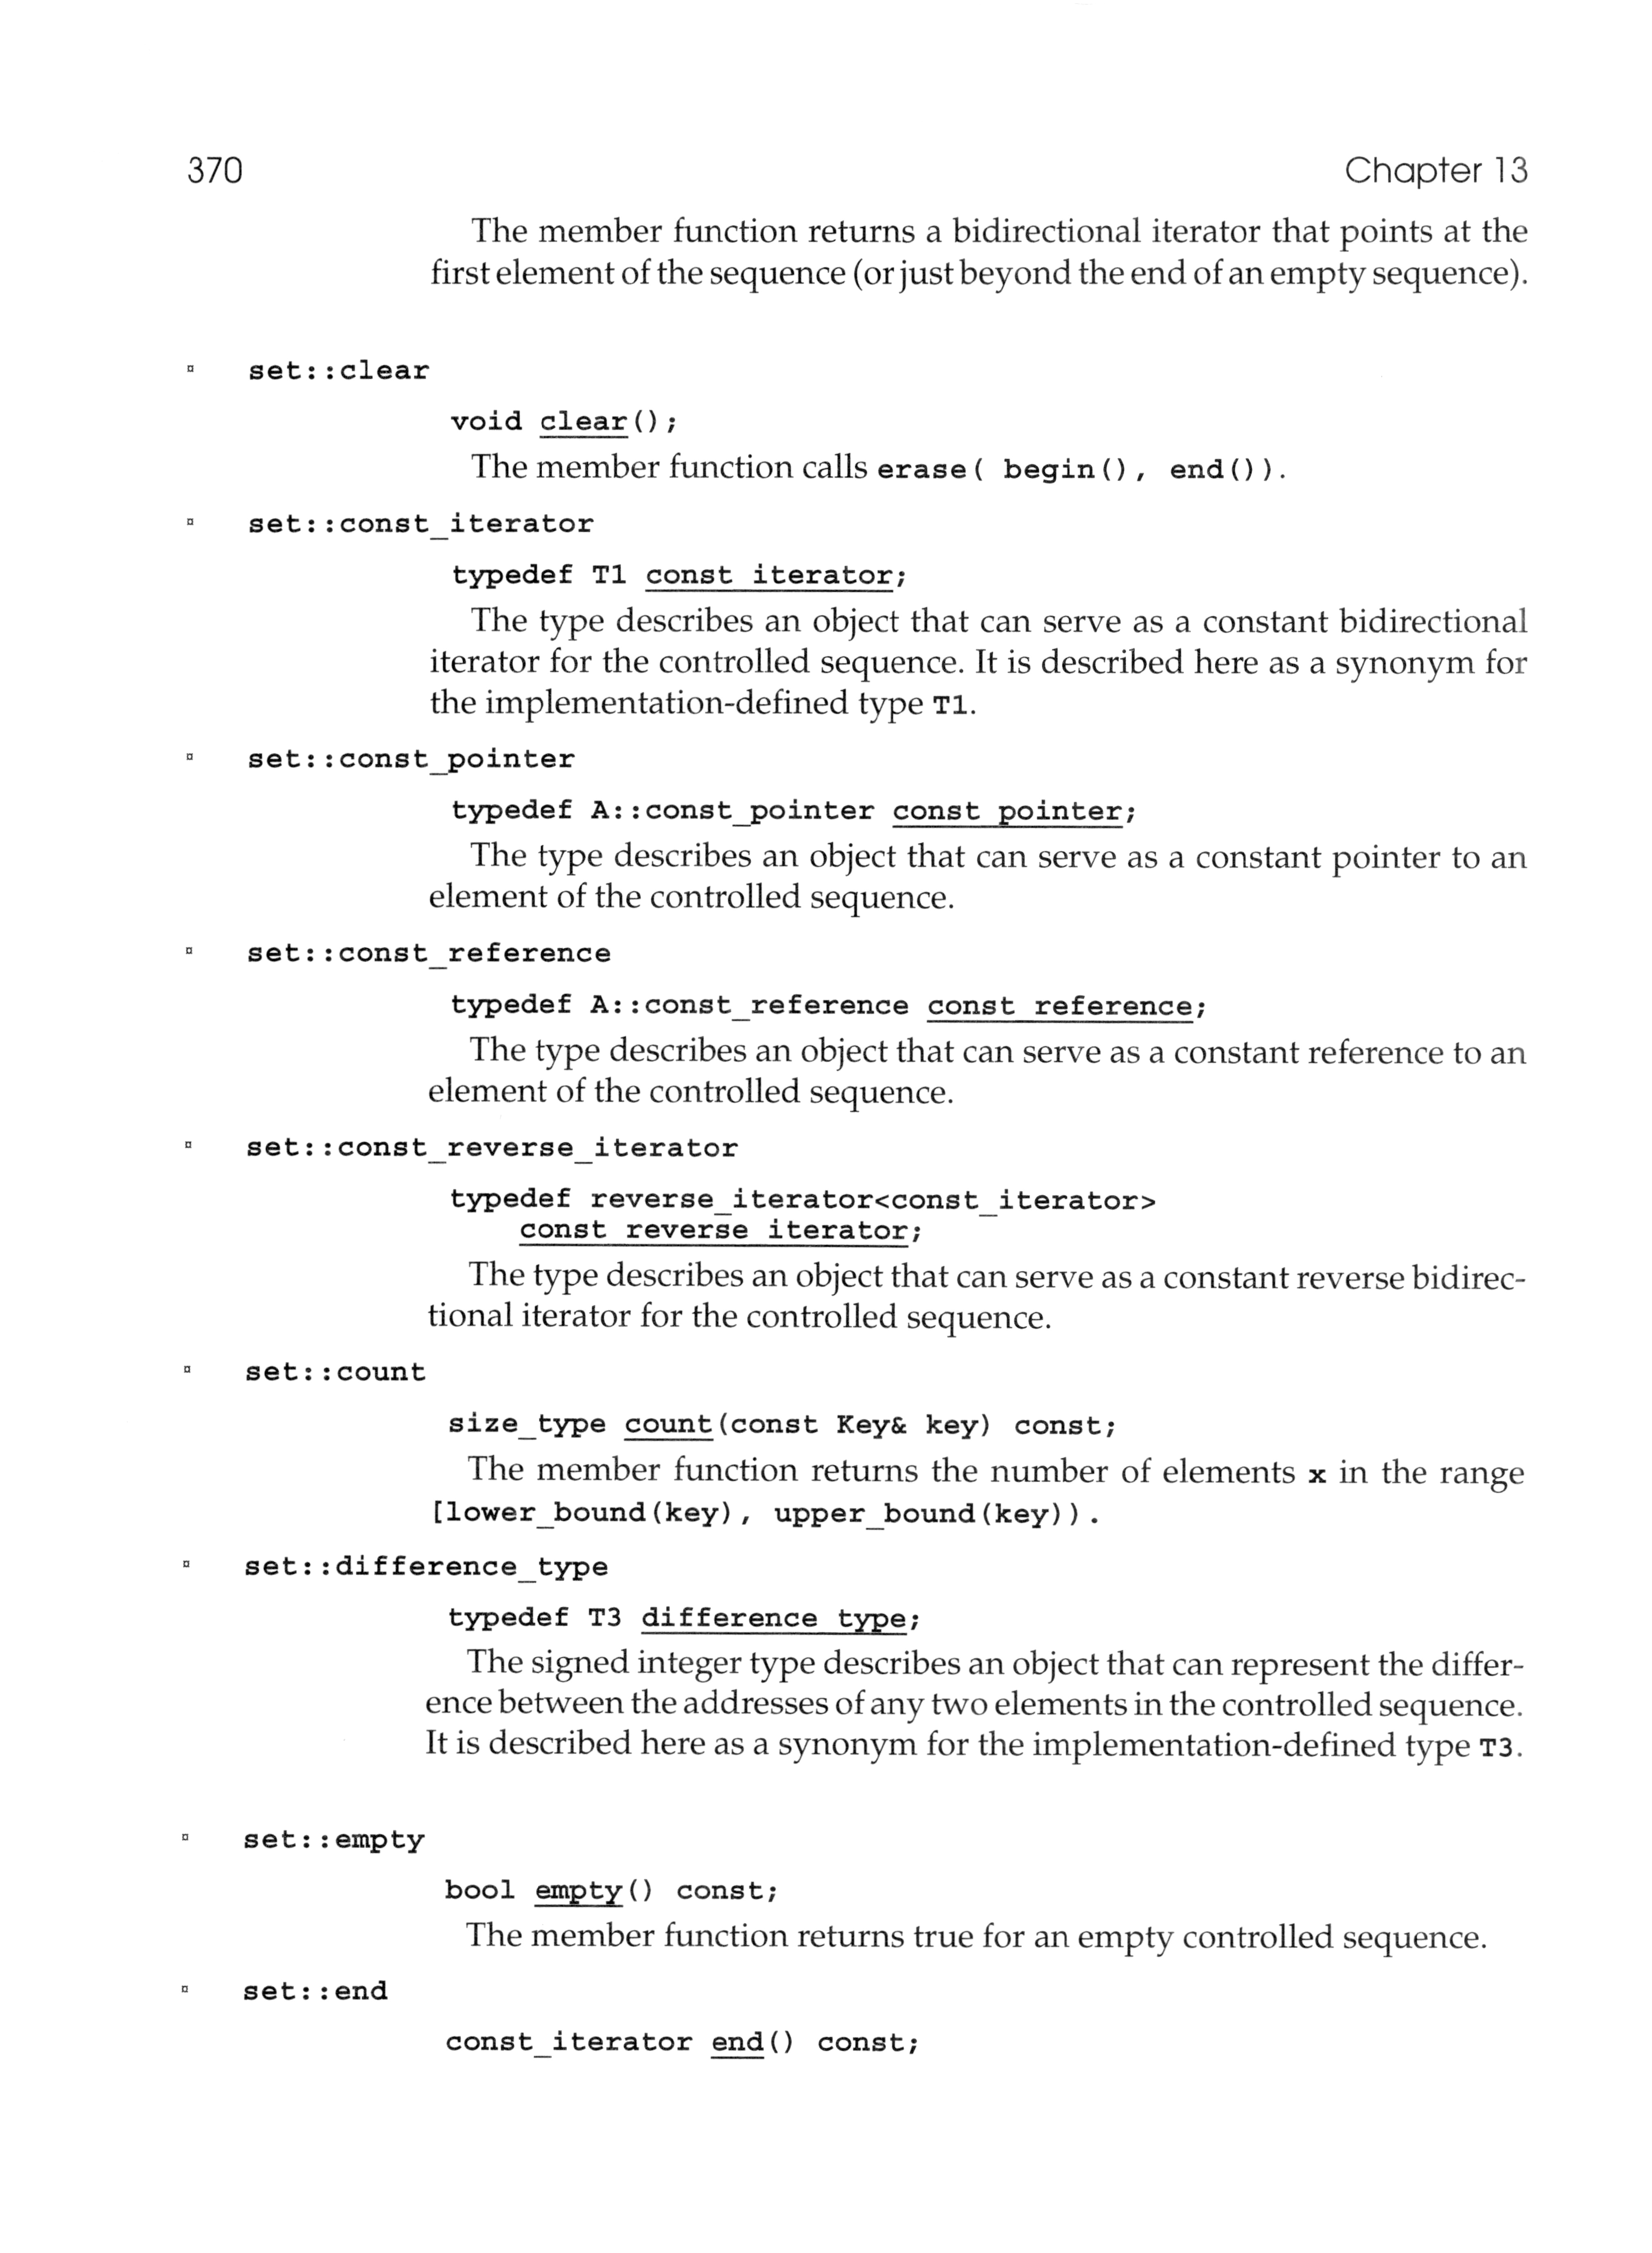 370 Chapter 13
The member function returns a bidirectional iterator that points at the
first element of the sequence (or just beyond the end of an empty sequence).
▫ set::clear
void clear();
The member function calls erase( begin(), end()).
▫ set::const_iterator
typedef T1 const_iterator;
The type describes an object that can serve as a constant bidirectional
iterator for the controlled sequence. It is described here as a synonym for
the implementation-defined type T1.
▫ set::const_pointer
typedef A::const_pointer const_pointer;
The type describes an object that can serve as a constant pointer to an
element of the controlled sequence.
▫ set::const_reference
typedef A::const_reference const_reference;
The type describes an object that can serve as a constant reference to an
element of the controlled sequence.
▫ set::const_reverse_iterator
typedef reverse_iterator<const_iterator>
const_reverse_iterator;
The type describes an object that can serve as a constant reverse bidirec-
tional iterator for the controlled sequence.
▫ set::count
size_type count(const Key& key) const;
The member function returns the number of elements x in the range
[lower_bound(key), upper_bound(key)).
▫ set::difference_type
typedef T3 difference_type;
The signed integer type describes an object that can represent the differ-
ence between the addresses of any two elements in the controlled sequence.
It is described here as a synonym for the implementation-defined type T3.
▫ set::empty
bool empty() const;
The member function returns true for an empty controlled sequence.
▫ set::end
const_iterator end() const;